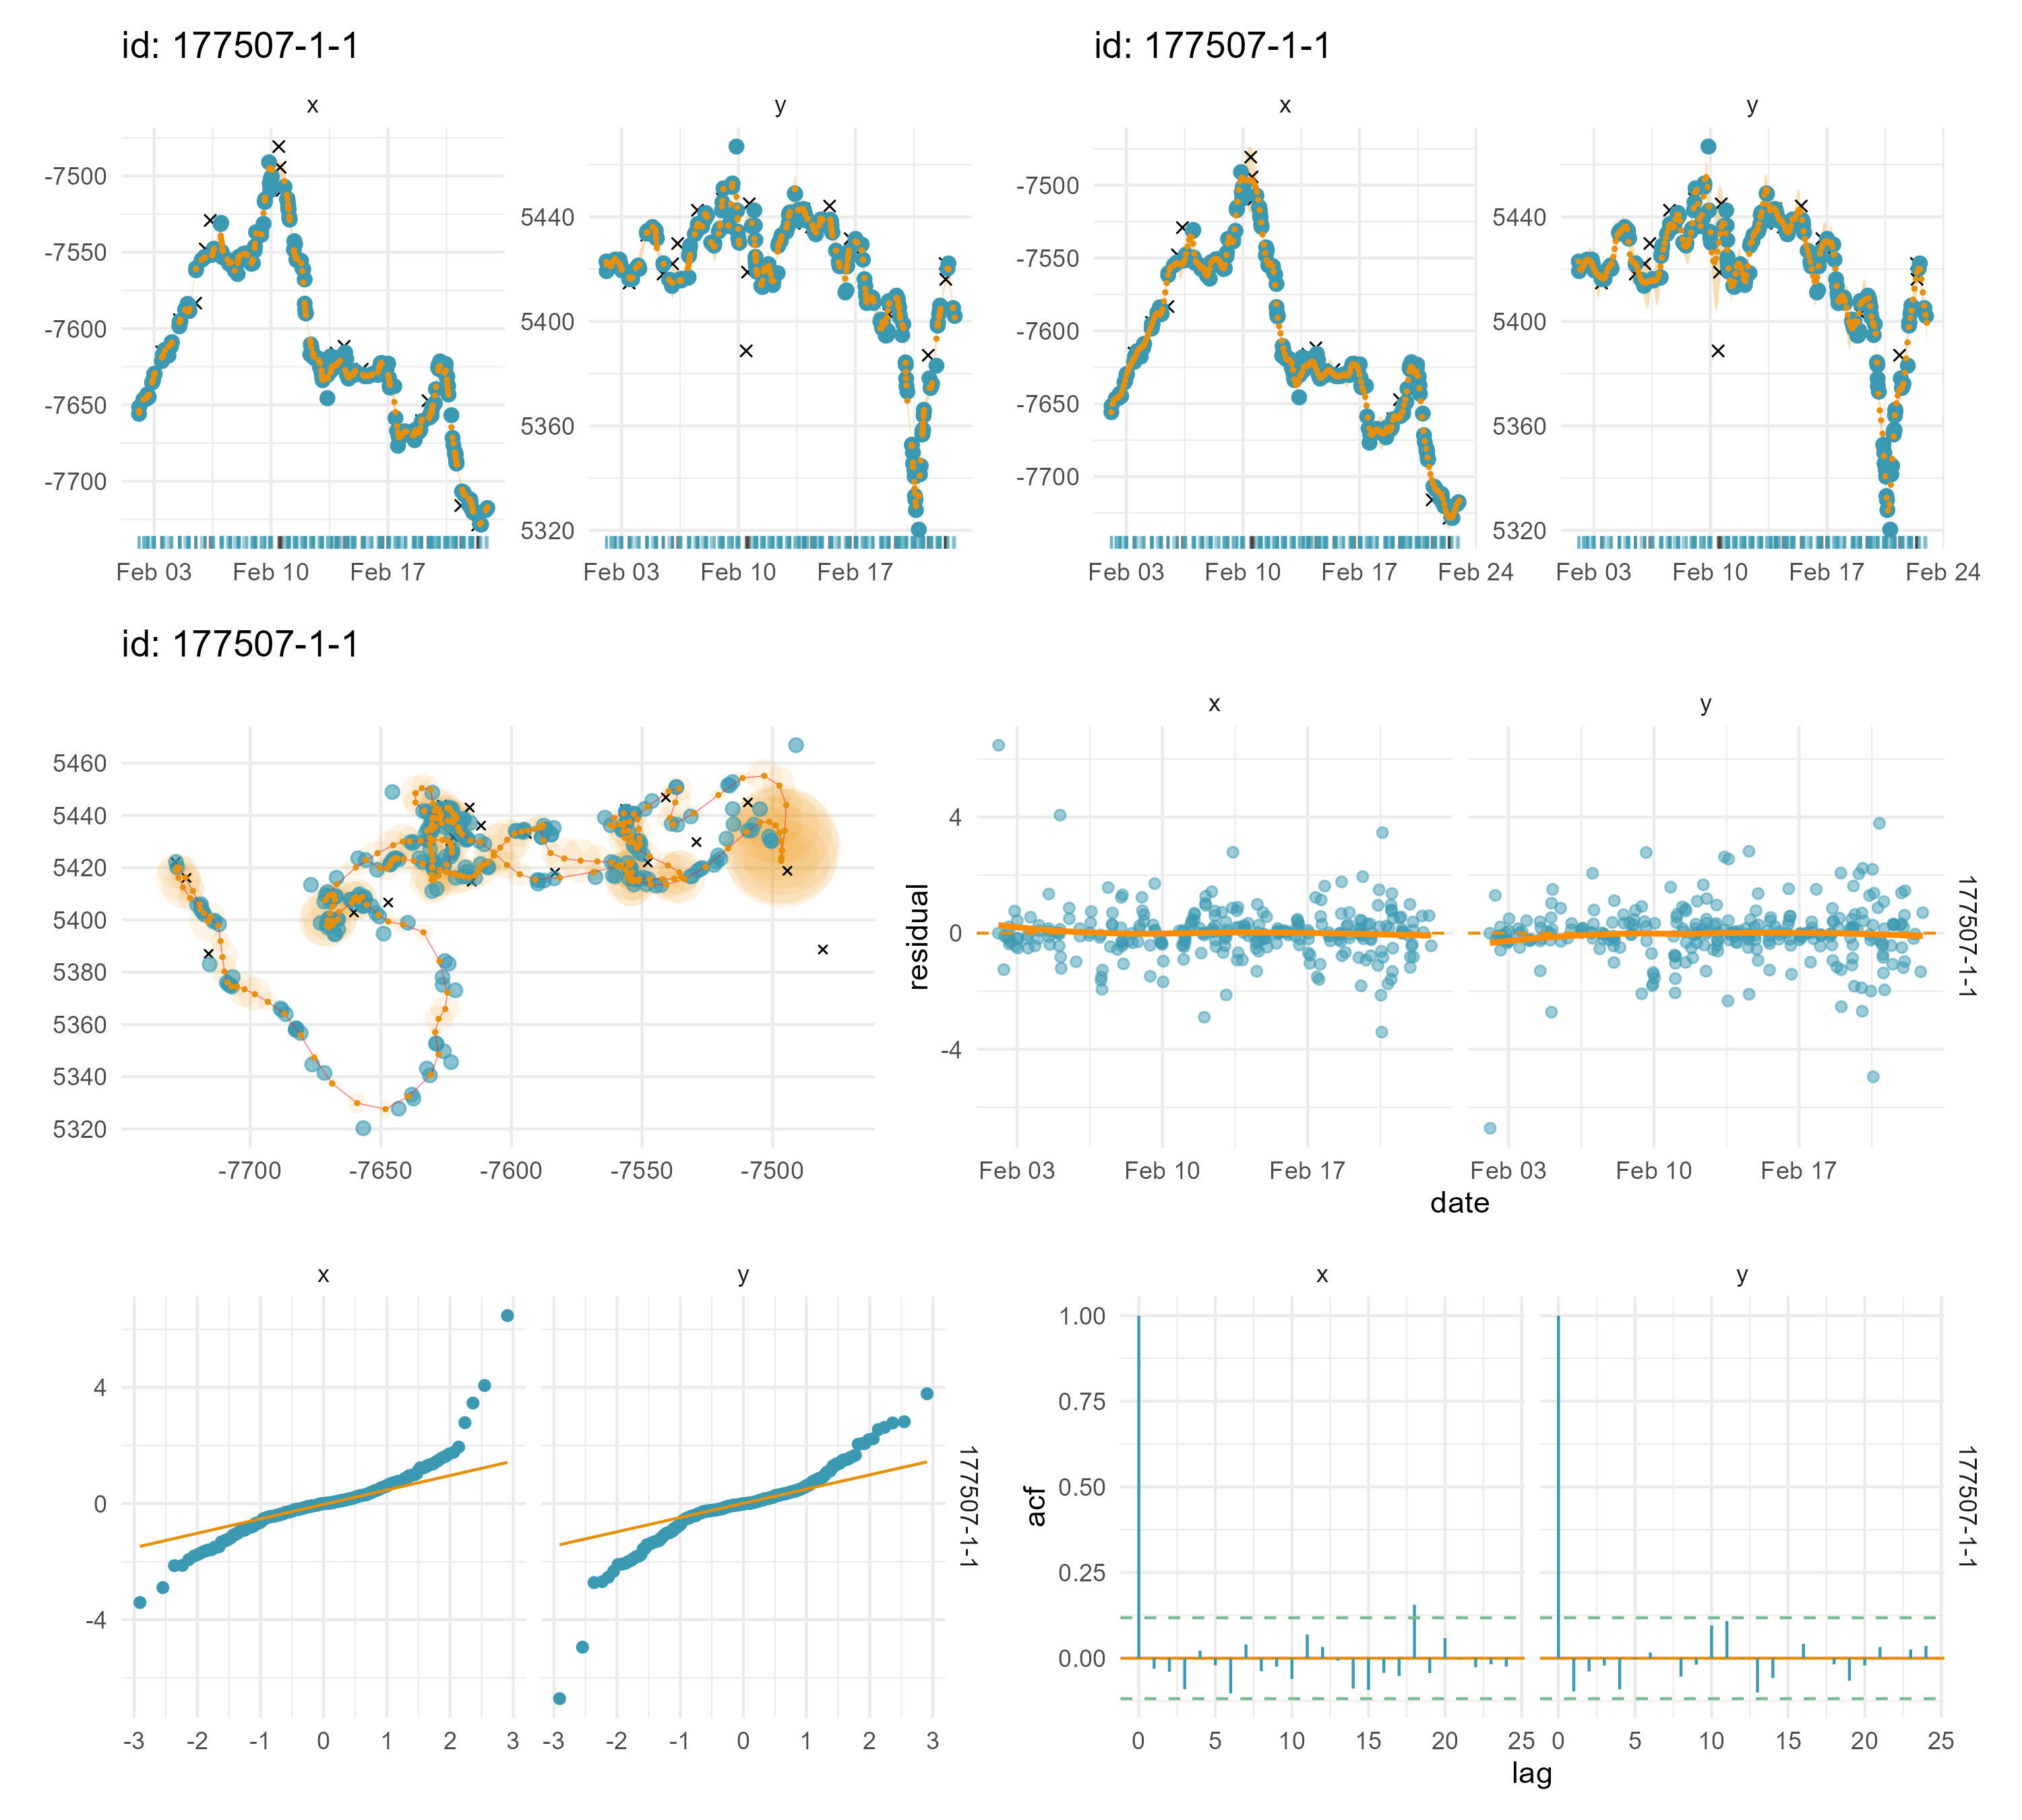 id: 177507-1-1
id: 177507-1-1
x
y
x
y
-7500
-7550
-7600
-7650
-7700
5440
5400
5360
5320
-7500
-7550
-7600
-7650
-7700
5440
5400
5360
5320
Feb 03 Feb 10 Feb 17
Feb 03 Feb 10 Feb 17
Feb 03 Feb 10 Feb 17 Feb 24
Feb 03 Feb 10 Feb 17 Feb 24
id: 177507-1-1
5460
5440
5420
5400
5380
5360
5340
5320
-7700 -7650 -7600 -7550 -7500
x
y
residual
4
0
-4
177507-1-1
Feb 03 Feb 10 Feb 17
Feb 03 Feb 10 Feb 17
date
x
y
4
0
-4
177507-1-1
-3 -2 -1 0 1 2 3
-3 -2 -1 0 1 2 3
x
y
acf
1.00
0.75
0.50
0.25
0.00
177507-1-1
0 5 10 15 20 25
0 5 10 15 20 25
lag